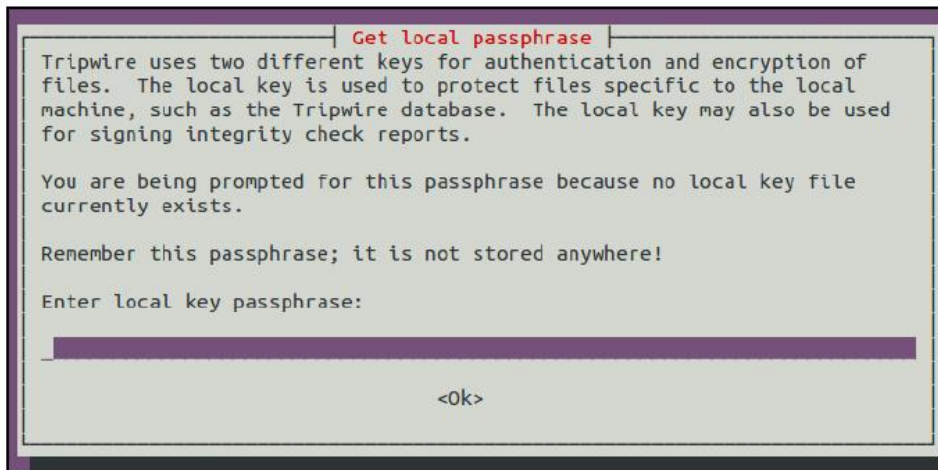 Get local passphrase
Tripwire uses two different keys for authentication and encryption of
files.  The local key is used to protect files specific to the local
machine, such as the Tripwire database.  The local key may also be used
for signing integrity check reports.
You are being prompted for this passphrase because no local key file
currently exists.
Remember this passphrase; it is not stored anywhere!
Enter local key passphrase:
<Ok>